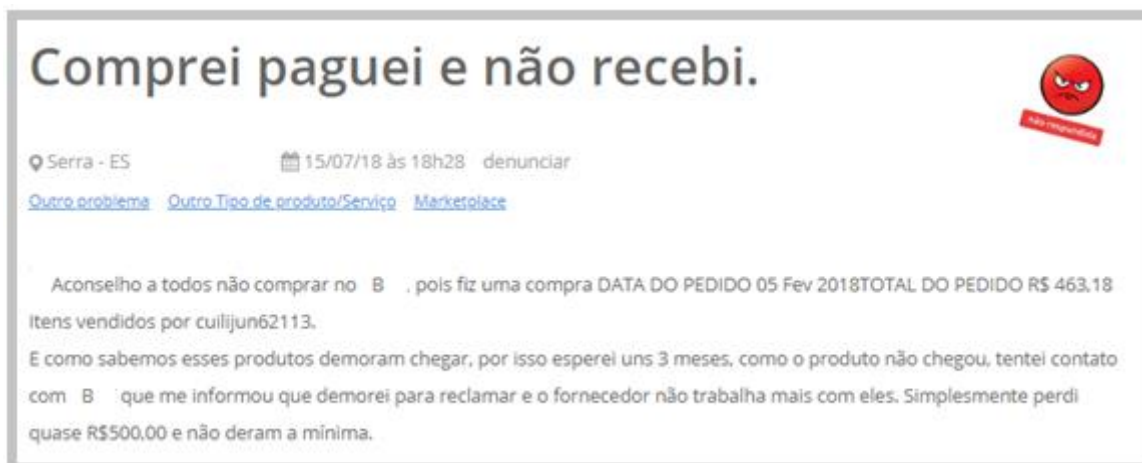 Comprei paguei e não recebi.
não respondida
Serra - ES 15/07/18 às 18h28 denunciar
Outro problema Outro Tipo de produto/Serviço Marketplace
Aconselho a todos não comprar no B , pois fiz uma compra DATA DO PEDIDO 05 Fev 2018TOTAL DO PEDIDO R$ 463,18
Itens vendidos por cuilijun62113.
E como sabemos esses produtos demoram chegar, por isso esperei uns 3 meses, como o produto não chegou, tentei contato
com B que me informou que demorei para reclamar e o fornecedor não trabalha mais com eles. Simplesmente perdi
quase R$500,00 e não deram a mínima.